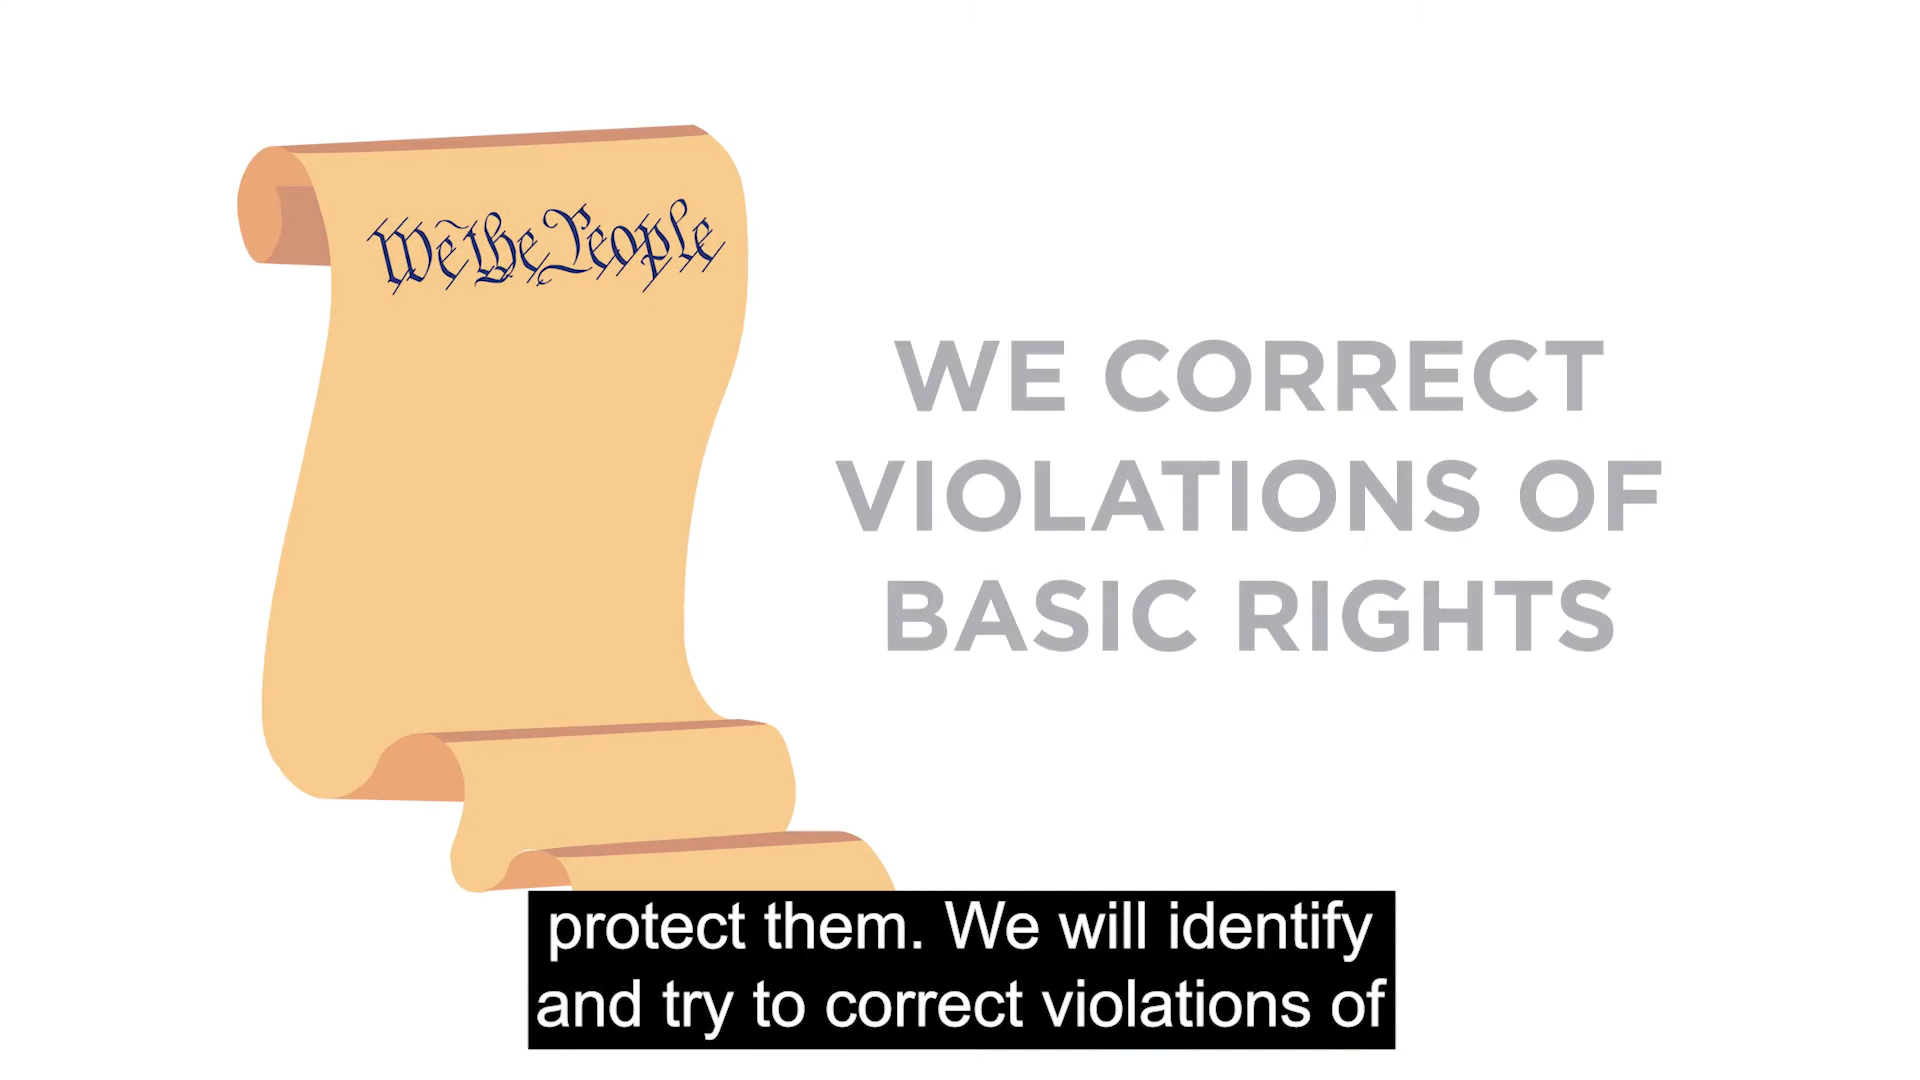 We the People
WE CORRECT
VIOLATIONS OF
BASIC RIGHTS
protect them. We will identify
and try to correct violations of